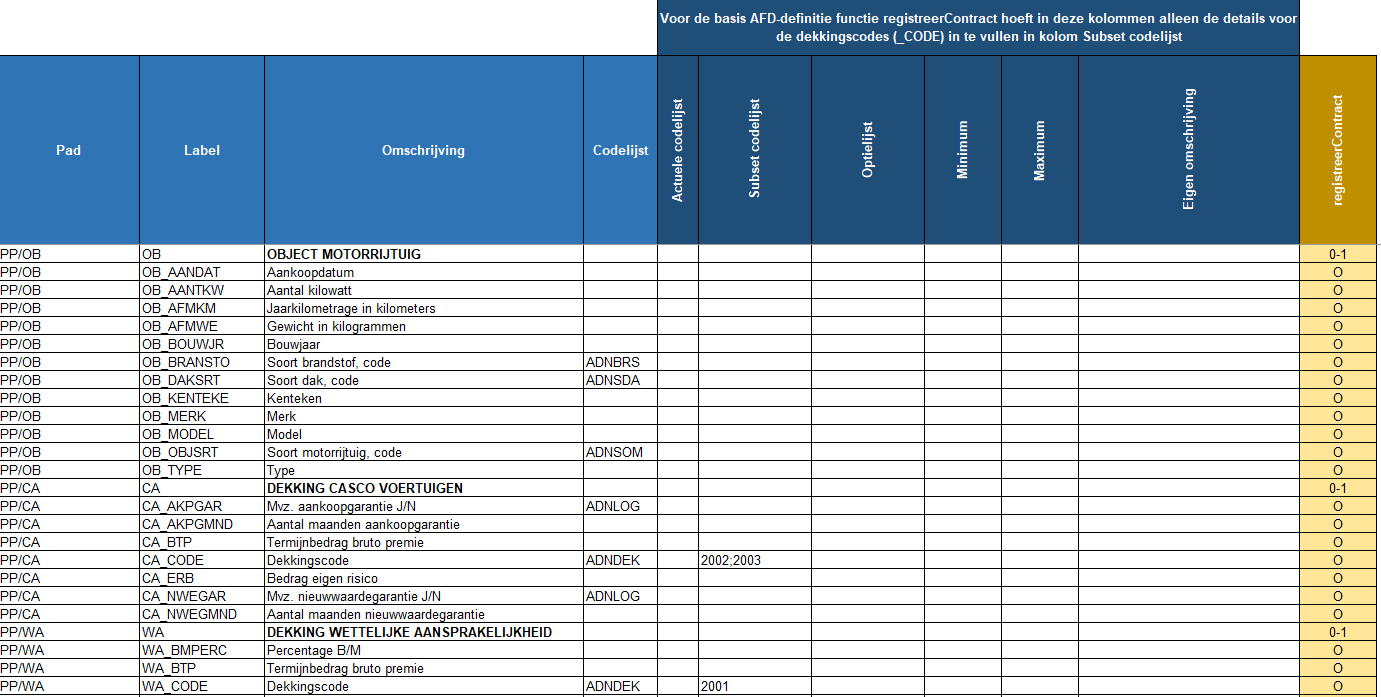 Voor de basis AFD-definitie functie registreerContract hoeft in deze kolommen alleen de details voor
de dekkingscodes (_CODE) in te vullen in kolom Subset codelijst
Pad Label Omschrijving Codelijst Actuele codelijst Subset codelijst Optielijst Minimum Maximum Eigen omschrijving registreerContract
PP/OB OB OBJECT MOTORRIJTUIG 0-1
PP/OB OB_AANDAT Aankoopdatum O
PP/OB OB_AANTKW Aantal kilowatt O
PP/OB OB_AFMKM Jaarkilometrage in kilometers O
PP/OB OB_AFMWE Gewicht in kilogrammen O
PP/OB OB_BOUWJR Bouwjaar O
PP/OB OB_BRANSTO Soort brandstof, code ADNBRS O
PP/OB OB_DAKSRT Soort dak, code ADNSDA O
PP/OB OB_KENTEKE Kenteken O
PP/OB OB_MERK Merk O
PP/OB OB_MODEL Model O
PP/OB OB_OBJSRT Soort motorrijtuig, code ADNSOM O
PP/OB OB_TYPE Type O
PP/CA CA DEKKING CASCO VOERTUIGEN 0-1
PP/CA CA_AKPGAR Mvz. aankoopgarantie J/N ADNLOG O
PP/CA CA_AKPGMND Aantal maanden aankoopgarantie O
PP/CA CA_BTP Termijnbedrag bruto premie O
PP/CA CA_CODE Dekkingscode ADNDEK 2002;2003 O
PP/CA CA_ERB Bedrag eigen risico O
PP/CA CA_NWEGAR Mvz. nieuwwaardegarantie J/N ADNLOG O
PP/CA CA_NWEGMND Aantal maanden nieuwwaardegarantie O
PP/WA WA DEKKING WETTELIJKE AANSPRAKELIJKHEID 0-1
PP/WA WA_BMPERC Percentage B/M O
PP/WA WA_BTP Termijnbedrag bruto premie O
PP/WA WA_CODE Dekkingscode ADNDEK 2001 O